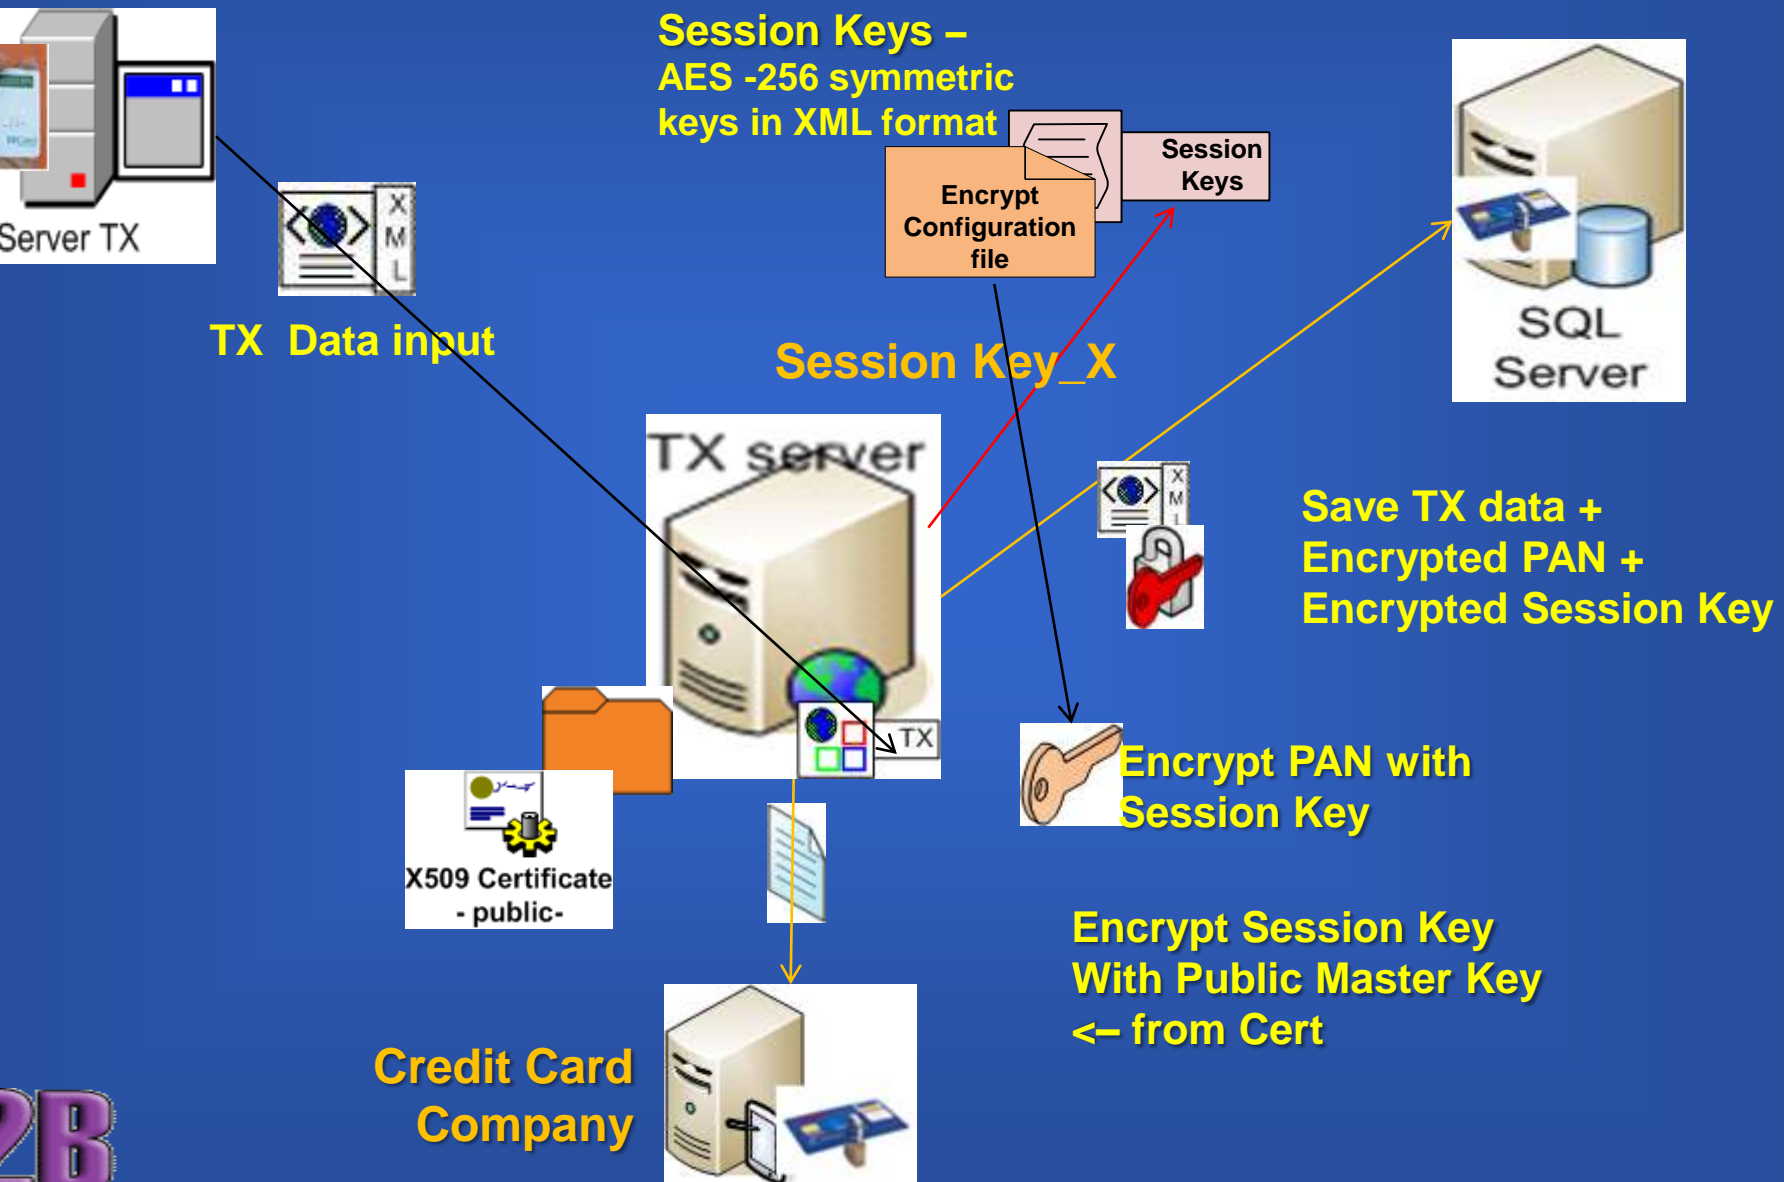 Session Keys –
AES -256 symmetric
keys in XML format
Session
Keys
Encrypt
Configuration
file
Server TX
X
M
L
TX  Data input
SQL
Server
Session Key_X
TX server
X
M
L
Save TX data +
Encrypted PAN +
Encrypted Session Key
TX
Encrypt PAN with
Session Key
X509 Certificate
- public-
Encrypt Session Key
With Public Master Key
<– from Cert
Credit Card
Company
2B